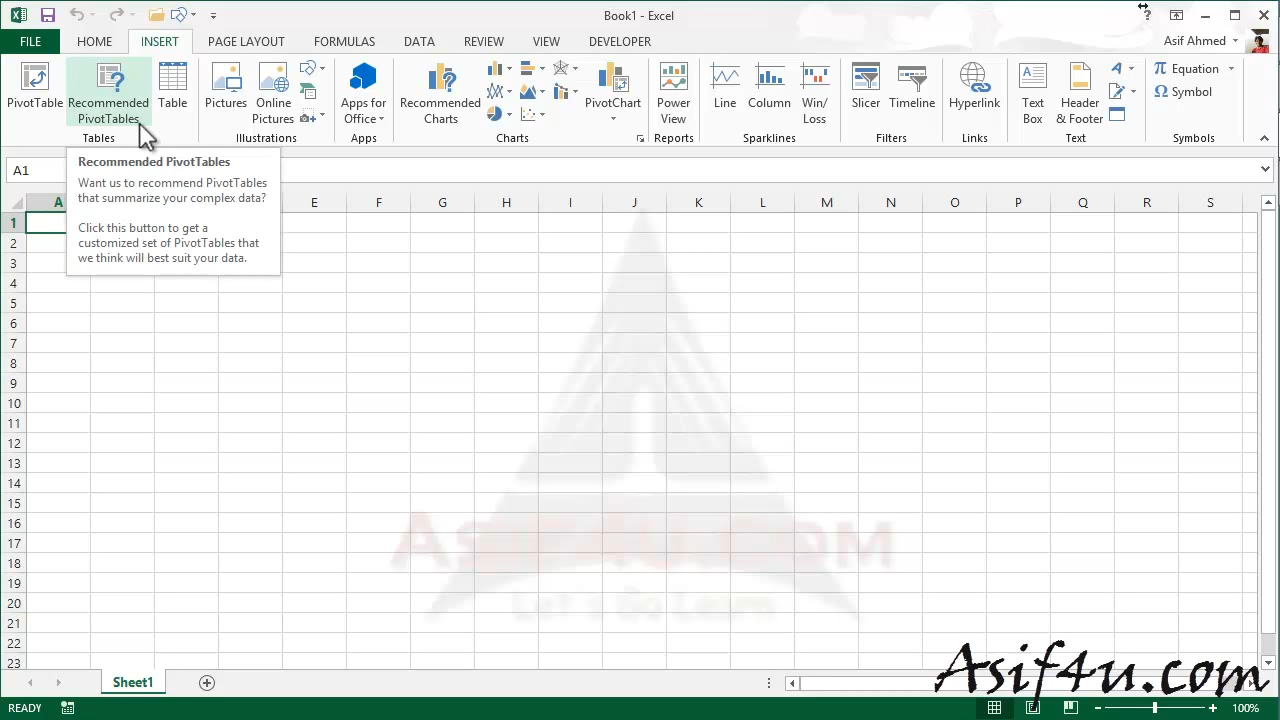 Book1 - Excel
?
FILE HOME INSERT PAGE LAYOUT FORMULAS DATA REVIEW VIEW DEVELOPER Asif Ahmed
PivotTable Recommended PivotTables Table
Pictures Online Pictures
Apps for Office
Recommended Charts PivotChart
Power View
Line Column Win/ Loss
Slicer Timeline
Hyperlink
Text Box Header & Footer
π Equation
Ω Symbol
Tables Illustrations Apps Charts Reports Sparklines Filters Links Text Symbols
A1
Recommended PivotTables
Want us to recommend PivotTables
that summarize your complex data?
Click this button to get a
customized set of PivotTables that
we think will best suit your data.
A E F G H I J K L M N O P Q R S
1
2
3
4
5
6
7
8
9
10
11
12
13
14
15
16
17
18
19
20
21
22
23
Asif4u.com
Let's Go Learn
Asif4u.com
Sheet1
READY 100%